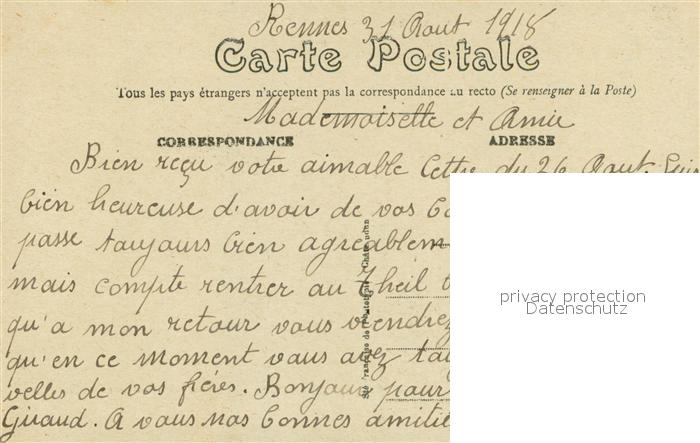 Rennes 31 Aout 1918
Carte Postale
Tous les pays étrangers n'acceptent pas la correspondance au recto (Se renseigner à la Poste)
Mademoiselle et Amie
CORRESPONDANCE
ADRESSE
Bien reçu votre aimable lettre du 26 Aout. Suis
bien heureuse d'avoir de vos
passe toujours bien agreablem
mais compte rentrer au Theil
qu'a mon retour vous viendrez
qu'en ce moment vous avez
velles de vos fréres. Bonjour pour
Giraud. A vous nos bonnes amitié
privacy protection
Datenschutz